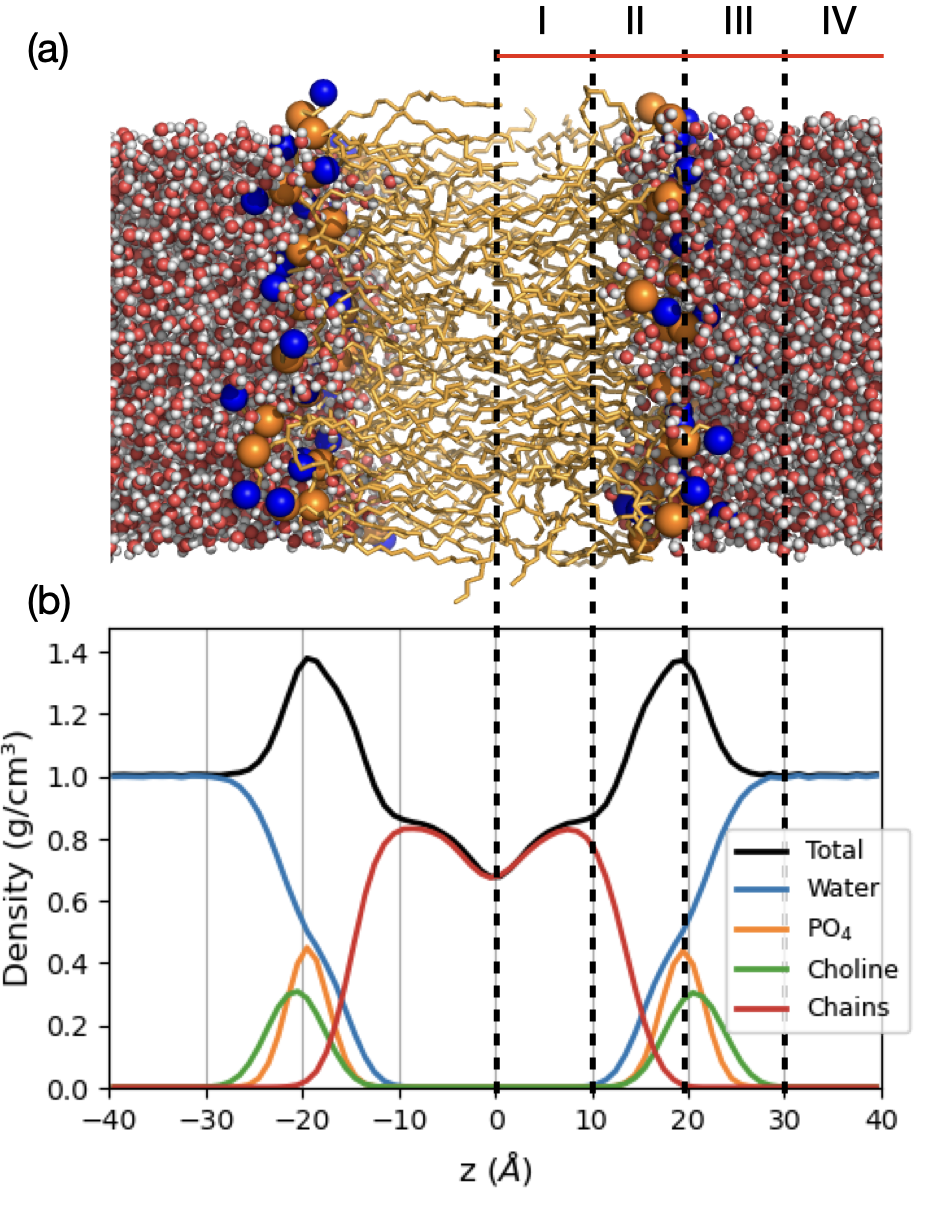 (a)
I II III IV
(b)
Density (g/cm³)
1.4
1.2
1.0
0.8
0.6
0.4
0.2
0.0
Total
Water
PO₄
Choline
Chains
−40 −30 −20 −10 0 10 20 30 40
z (Å)